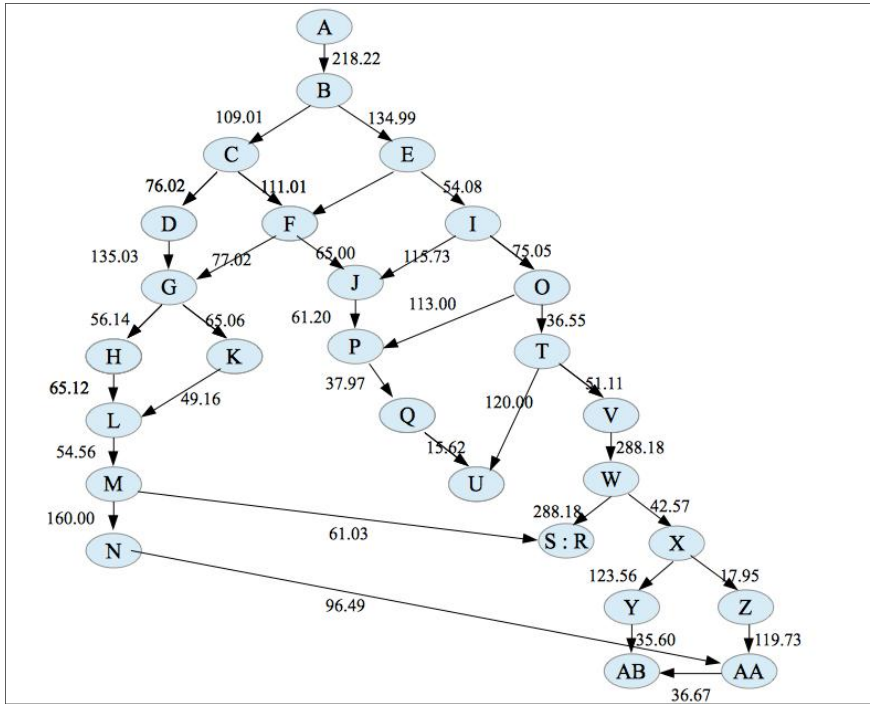 A
218.22
B
109.01 134.99
C E
76.02 111.01 54.08
D F I
135.03 77.02 65.00 115.73 75.05
G J O
56.14 65.06 61.20 113.00 36.55
H K P T
65.12 49.16 37.97 120.00 51.11
L Q V
54.56 15.62 288.18
M U W
160.00 61.03 288.18 42.57
N S : R X
96.49 123.56 17.95
Y Z
35.60 119.73
AB AA
36.67